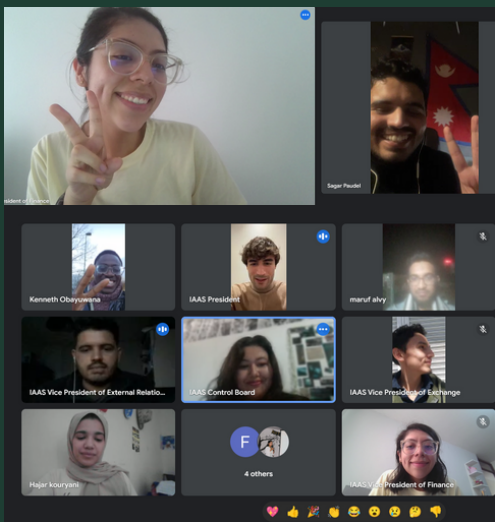 sident of Finance
Sagar Paudel
Kenneth Obayuwana
IAAS President
maruf alvy
IAAS Vice President of External Relatio...
IAAS Control Board
IAAS Vice President of Exchange
Hajar kouryani
F
4 others
IAAS Vice President of Finance